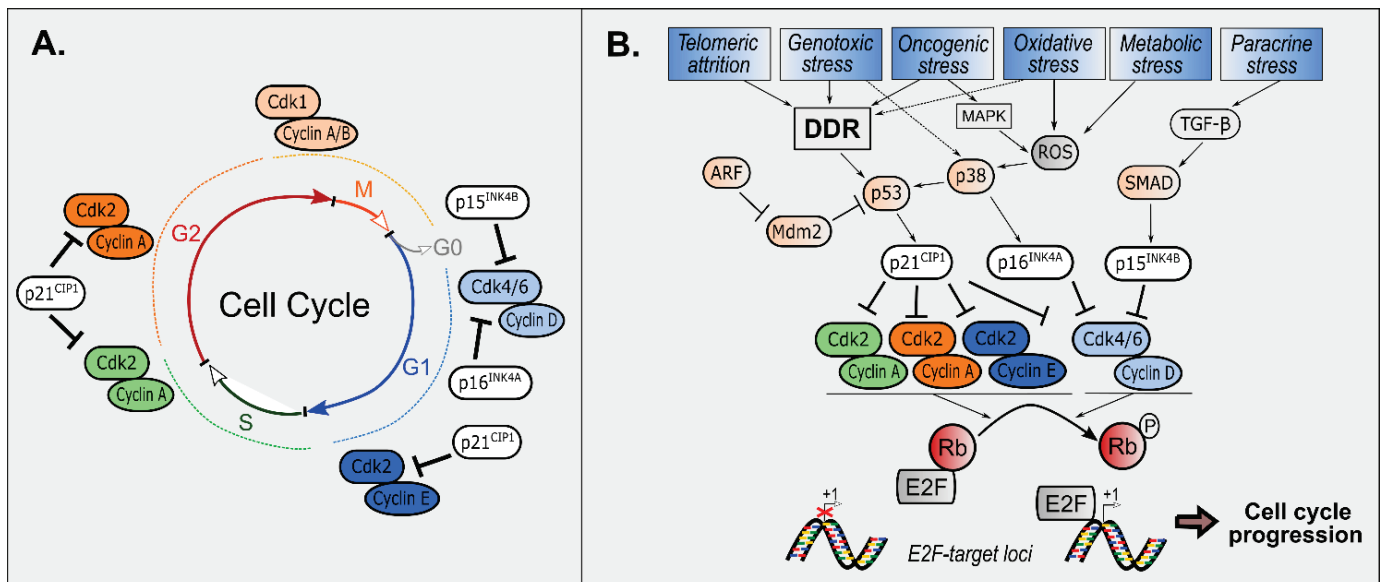 A.
Cdk1
Cyclin A/B
M
G2
G0
G1
S
Cell Cycle
Cdk2
Cyclin A
p21CIP1
Cdk2
Cyclin A
p15INK4B
Cdk4/6
Cyclin D
p16INK4A
p21CIP1
Cdk2
Cyclin E
B.
Telomeric
attrition
Genotoxic
stress
Oncogenic
stress
Oxidative
stress
Metabolic
stress
Paracrine
stress
DDR
MAPK
ROS
TGF-β
ARF
p53
p38
SMAD
Mdm2
p21CIP1
p16INK4A
p15INK4B
Cdk2
Cyclin A
Cdk2
Cyclin A
Cdk2
Cyclin E
Cdk4/6
Cyclin D
Rb
E2F
Rb
P
+1
E2F
+1
E2F-target loci
Cell cycle
progression